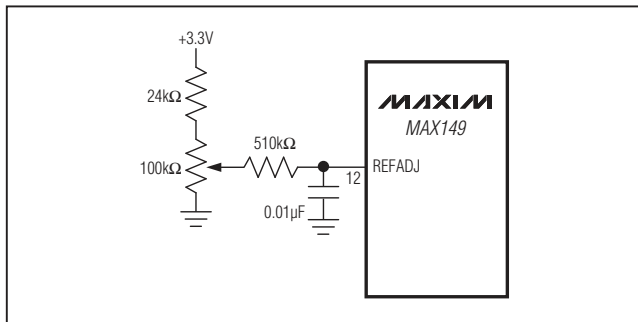 +3.3V
24kΩ
100kΩ
510kΩ
0.01µF
12
REFADJ
MAXIM
MAX149